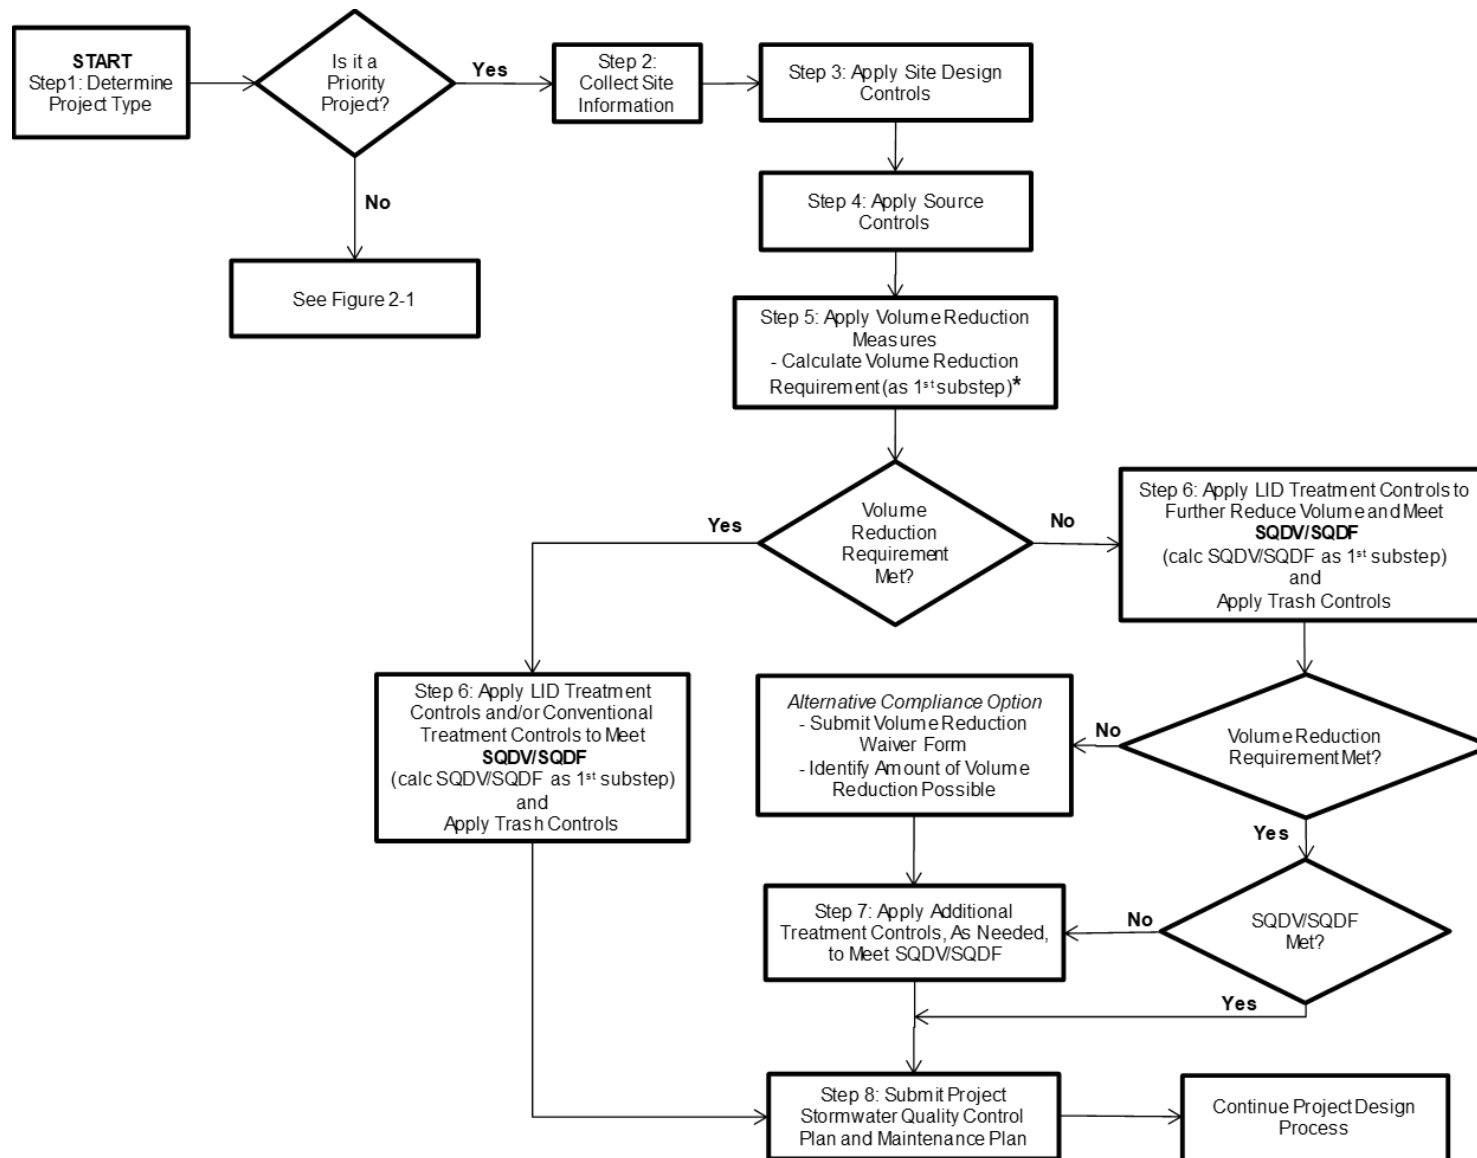 START
Step1: Determine
Project Type
Is it a
Priority
Project?
Yes
Step 2:
Collect Site
Information
Step 3: Apply Site Design
Controls
No
See Figure 2-1
Step 4: Apply Source
Controls
Step 5: Apply Volume Reduction
Measures
- Calculate Volume Reduction
Requirement (as 1st substep)*
Volume
Reduction
Requirement
Met?
Yes
No
Step 6: Apply LID Treatment Controls to
Further Reduce Volume and Meet
SQDV/SQDF
(calc SQDV/SQDF as 1st substep)
and
Apply Trash Controls
Step 6: Apply LID Treatment
Controls and/or Conventional
Treatment Controls to Meet
SQDV/SQDF
(calc SQDV/SQDF as 1st substep)
and
Apply Trash Controls
Alternative Compliance Option
- Submit Volume Reduction
Waiver Form
- Identify Amount of Volume
Reduction Possible
No
Volume Reduction
Requirement Met?
Yes
Step 7: Apply Additional
Treatment Controls, As Needed,
to Meet SQDV/SQDF
No
SQDV/SQDF
Met?
Yes
Step 8: Submit Project
Stormwater Quality Control
Plan and Maintenance Plan
Continue Project Design
Process